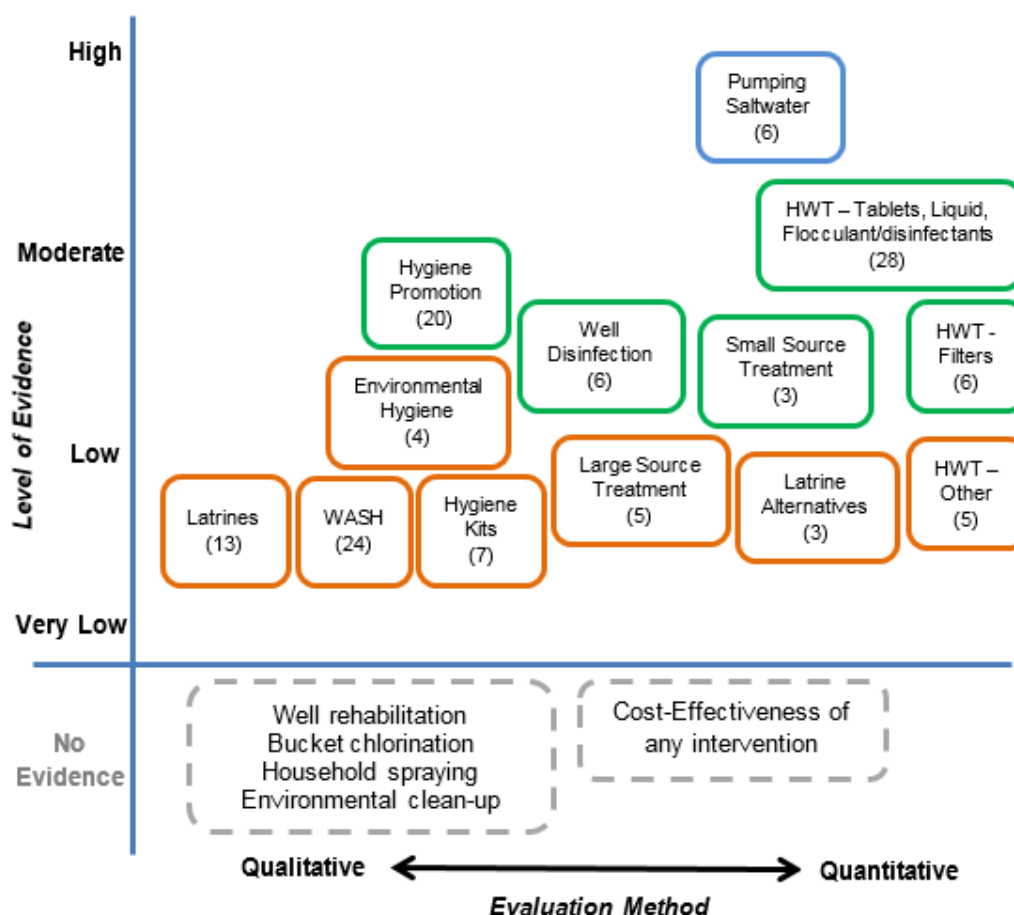 High
Pumping
Saltwater
(6)
HWT – Tablets, Liquid,
Flocculant/disinfectants
(28)
Moderate
Hygiene
Promotion
(20)
Well
Disinfection
(6)
Small Source
Treatment
(3)
HWT -
Filters
(6)
Level of Evidence
Environmental
Hygiene
(4)
Low
Latrines
(13)
WASH
(24)
Hygiene
Kits
(7)
Large Source
Treatment
(5)
Latrine
Alternatives
(3)
HWT –
Other
(5)
Very Low
No
Evidence
Well rehabilitation
Bucket chlorination
Household spraying
Environmental clean-up
Cost-Effectiveness of
any intervention
Qualitative
Quantitative
Evaluation Method